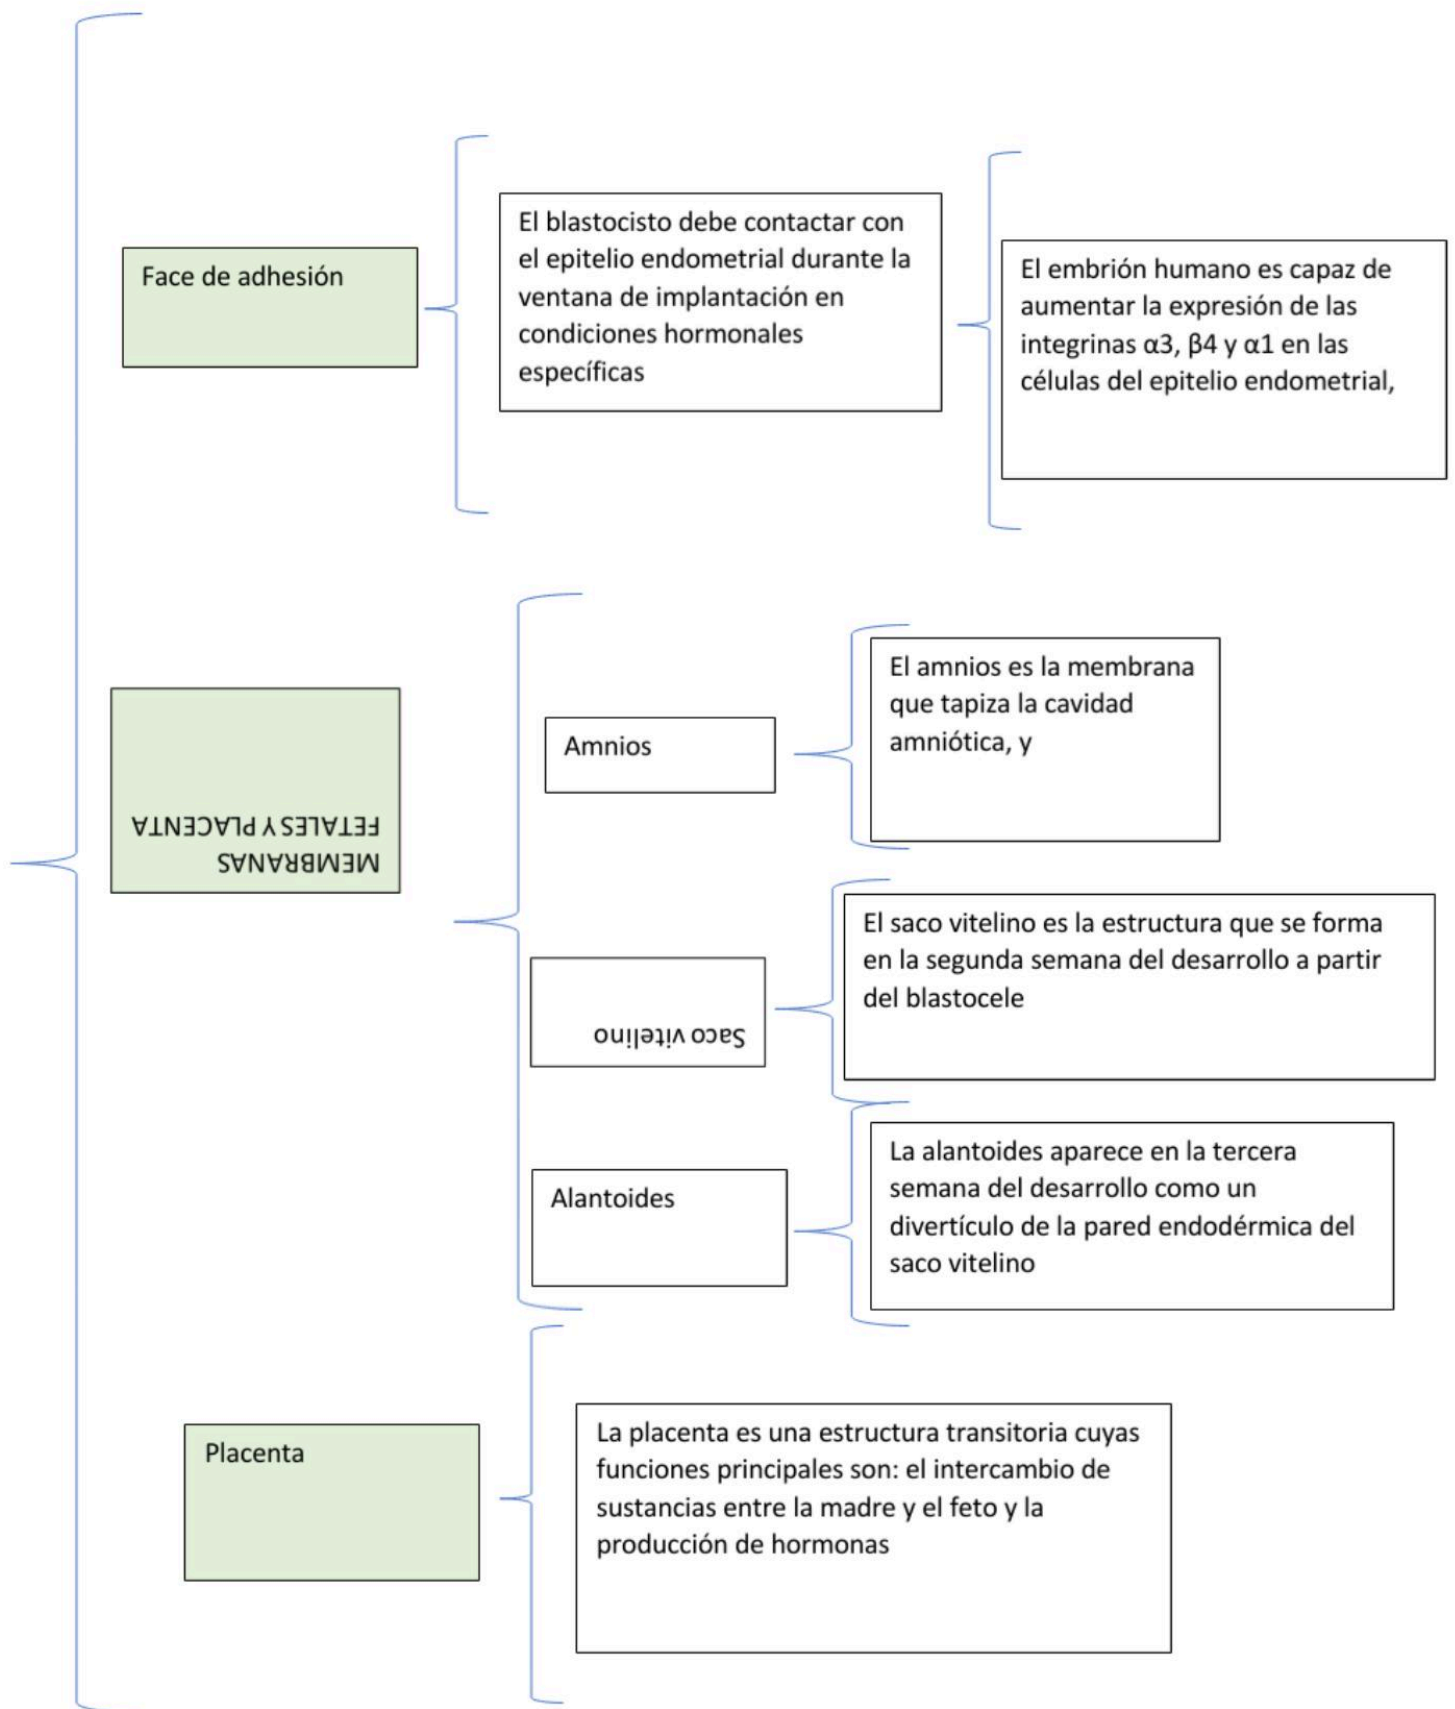 Face de adhesión
El blastocisto debe contactar con
el epitelio endometrial durante la
ventana de implantación en
condiciones hormonales
específicas
El embrión humano es capaz de
aumentar la expresión de las
integrinas α3, β4 y α1 en las
células del epitelio endometrial,
MEMBRANAS
FETALES Y PLACENTA
Amnios
El amnios es la membrana
que tapiza la cavidad
amniótica, y
Saco vitelino
El saco vitelino es la estructura que se forma
en la segunda semana del desarrollo a partir
del blastocele
Alantoides
La alantoides aparece en la tercera
semana del desarrollo como un
divertículo de la pared endodérmica del
saco vitelino
Placenta
La placenta es una estructura transitoria cuyas
funciones principales son: el intercambio de
sustancias entre la madre y el feto y la
producción de hormonas